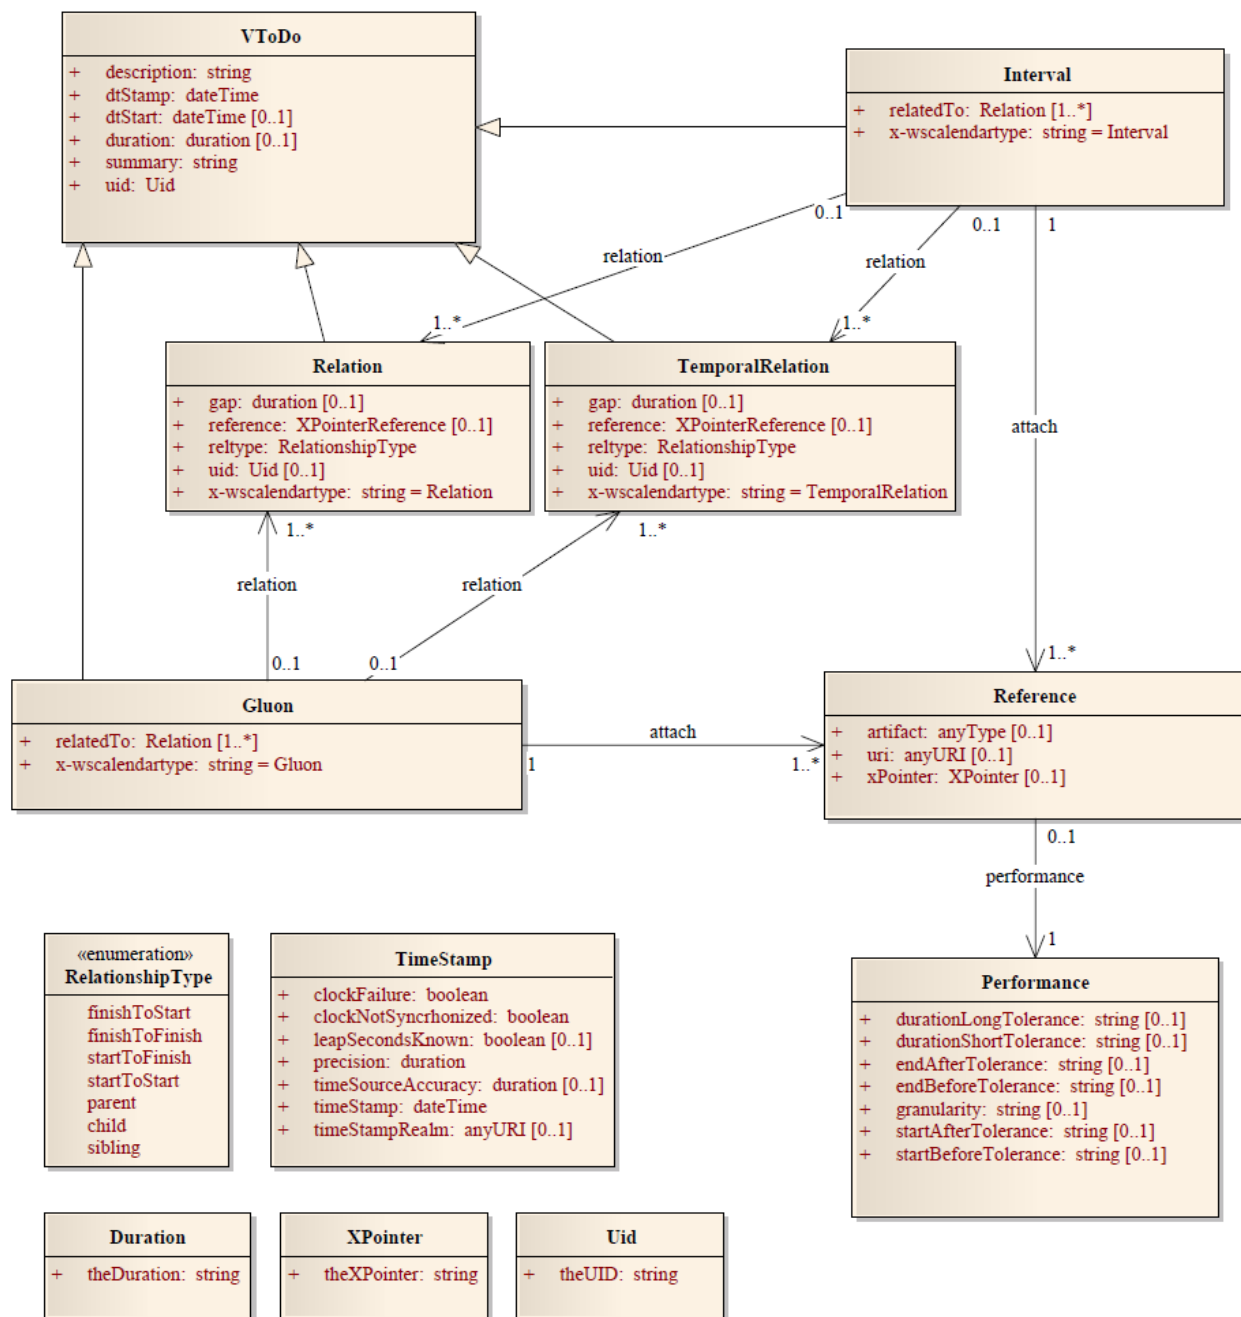 VToDo
+ description: string
+ dtStamp: dateTime
+ dtStart: dateTime [0..1]
+ duration: duration [0..1]
+ summary: string
+ uid: Uid
Interval
+ relatedTo: Relation [1..*]
+ x-wscalendartype: string = Interval
0..1
0..1
1
relation
relation
1..*
1..*
Relation
+ gap: duration [0..1]
+ reference: XPointerReference [0..1]
+ reltype: RelationshipType
+ uid: Uid [0..1]
+ x-wscalendartype: string = Relation
TemporalRelation
+ gap: duration [0..1]
+ reference: XPointerReference [0..1]
+ reltype: RelationshipType
+ uid: Uid [0..1]
+ x-wscalendartype: string = TemporalRelation
attach
1..*
1..*
relation
relation
0..1
0..1
1..*
Gluon
+ relatedTo: Relation [1..*]
+ x-wscalendartype: string = Gluon
attach
1
1..*
Reference
+ artifact: anyType [0..1]
+ uri: anyURI [0..1]
+ xPointer: XPointer [0..1]
0..1
performance
1
«enumeration»
RelationshipType
finishToStart
finishToFinish
startToFinish
startToStart
parent
child
sibling
TimeStamp
+ clockFailure: boolean
+ clockNotSyncrhonized: boolean
+ leapSecondsKnown: boolean [0..1]
+ precision: duration
+ timeSourceAccuracy: duration [0..1]
+ timeStamp: dateTime
+ timeStampRealm: anyURI [0..1]
Performance
+ durationLongTolerance: string [0..1]
+ durationShortTolerance: string [0..1]
+ endAfterTolerance: string [0..1]
+ endBeforeTolerance: string [0..1]
+ granularity: string [0..1]
+ startAfterTolerance: string [0..1]
+ startBeforeTolerance: string [0..1]
Duration
+ theDuration: string
XPointer
+ theXPointer: string
Uid
+ theUID: string